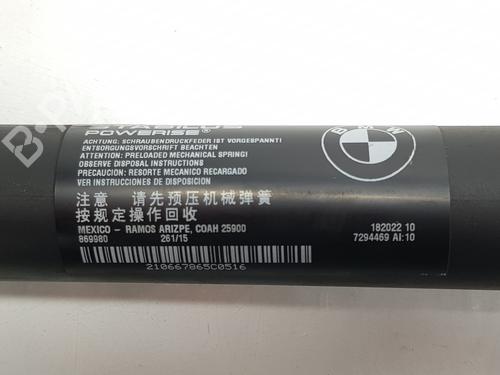 STABILUS
POWERISE®
ACHTUNG: SCHRAUBENDRUCKFEDER IST VORGESPANNT!
ENTSORGUNGSVORSCHRIFT BEACHTEN
ATTENTION: PRELOADED MECHANICAL SPRING!
OBSERVE DISPOSAL INSTRUCTIONS
PRECAUCION: RESORTE MECANICO RECARGADO
VER INSTRUCCIONES DE DISPOSICION
注意 请先预压机械弹簧
按规定操作回收
MEXICO - RAMOS ARIZPE, COAH 25900
869980 261/15
210667865C0516
BMW
182022 10
7294469 AI:10